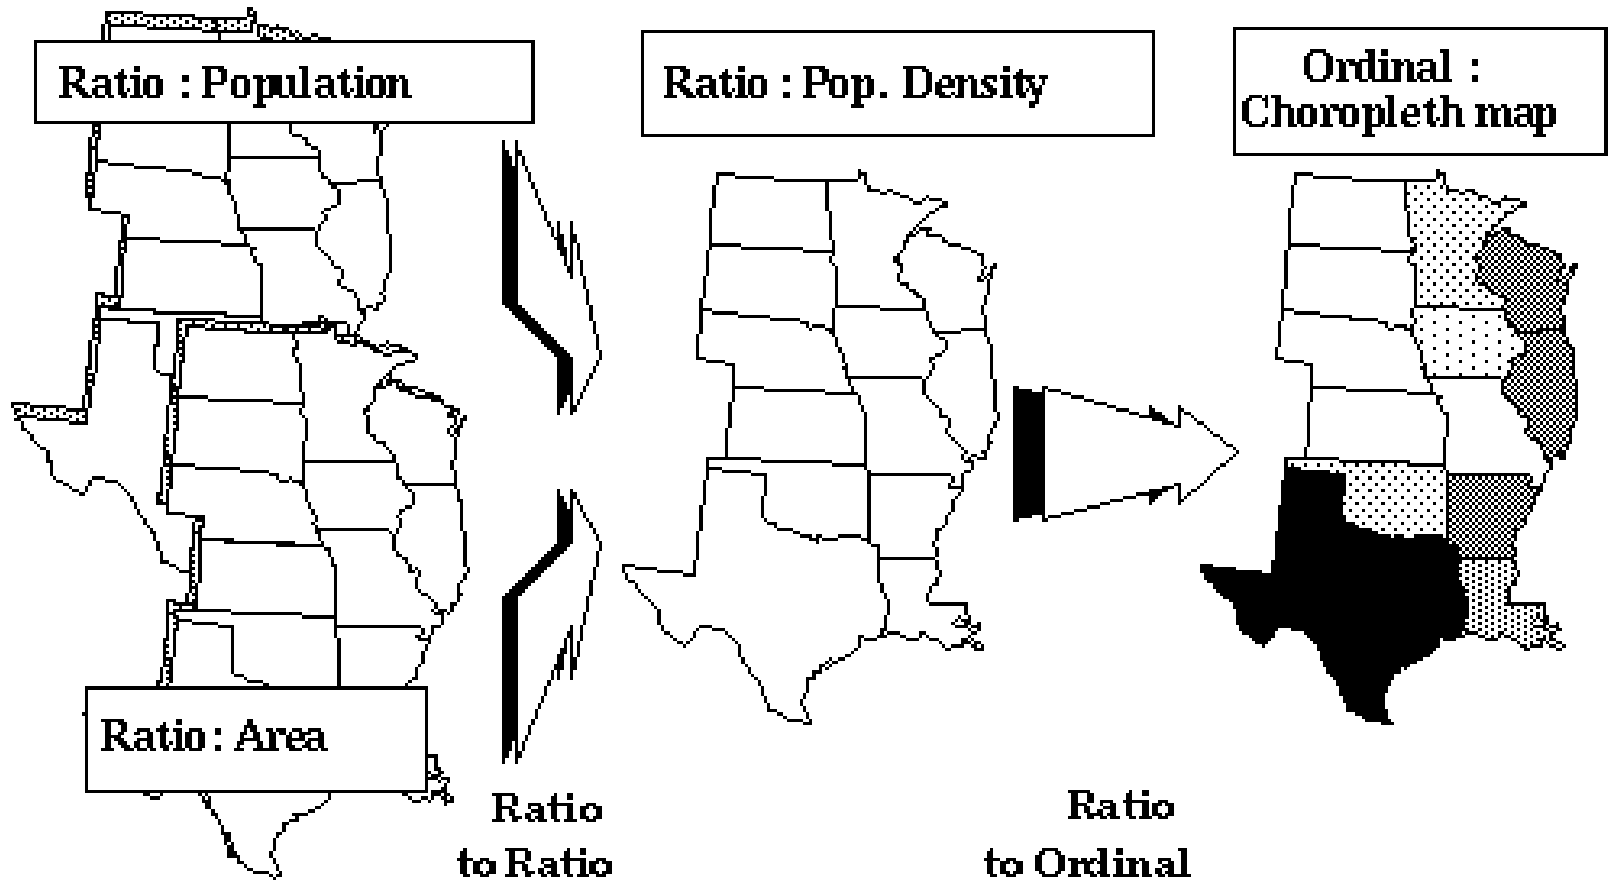 Ratio : Population
Ratio : Pop. Density
Ordinal :
Choropleth map
Ratio : Area
Ratio
to Ratio
Ratio
to Ordinal